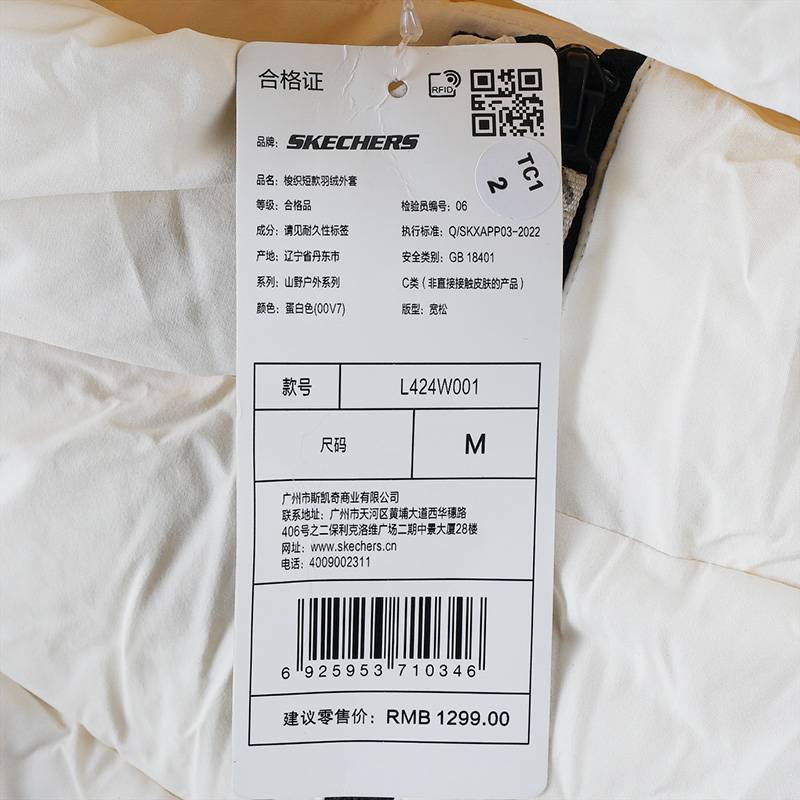 合格证
RFID
品牌: SKECHERS
TC1
2
品名: 梭织短款羽绒外套
等级: 合格品
检验员编号: 06
成分: 请见耐久性标签
执行标准: Q/SKXAPP03-2022
产地: 辽宁省丹东市
安全类别: GB 18401
系列: 山野户外系列
C类（非直接接触皮肤的产品）
颜色: 蛋白色(00V7)
版型: 宽松
款号 L424W001
尺码 M
广州市斯凯奇商业有限公司
联系地址: 广州市天河区黄埔大道西华穗路
406号之二保利克洛维广场二期中景大厦28楼
网址: www.skechers.cn
电话: 4009002311
6 925953 710346
建议零售价: RMB 1299.00